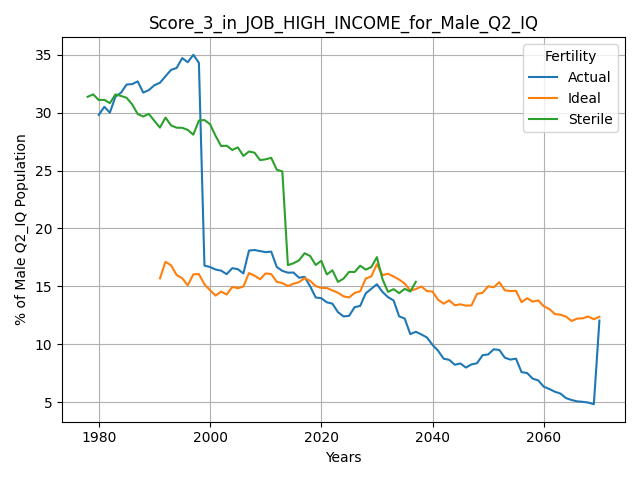 Score_3_in_JOB_HIGH_INCOME_for_Male_Q2_IQ
% of Male Q2_IQ Population
35
30
25
20
15
10
5
Fertility
Actual
Ideal
Sterile
1980
2000
2020
2040
2060
Years